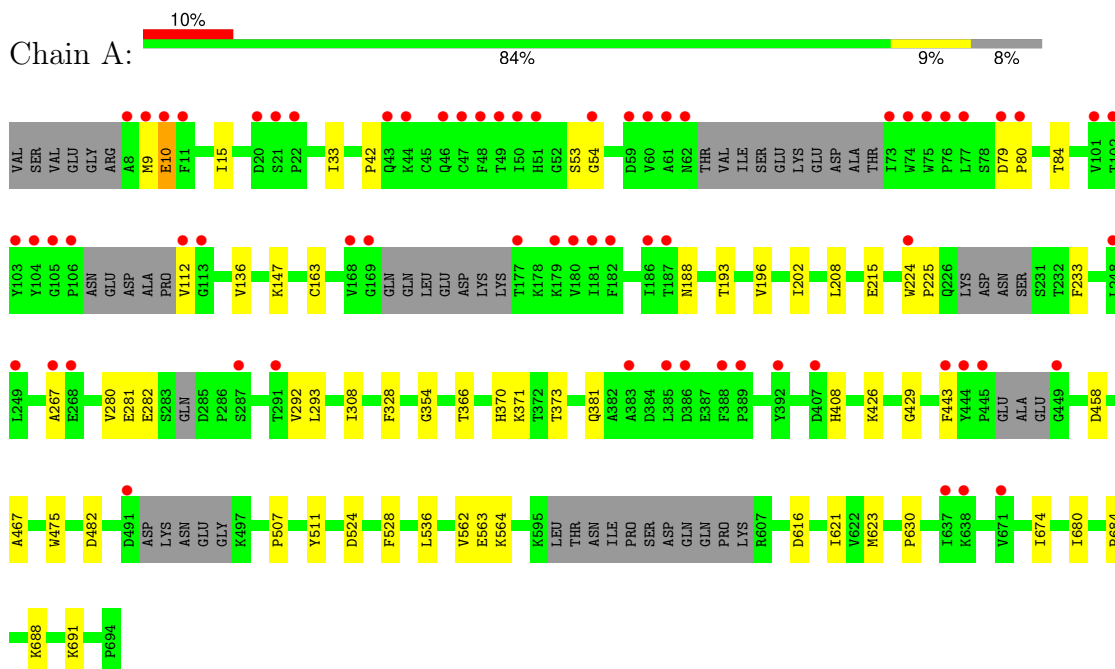 10%
Chain A:
84% 9% 8%
VAL SER VAL VAL GLU GLY ARG A8 M9 E10 F11 I15 D20 S21 P22 I33 P42 Q43 K44 C45 Q46 C47 F48 T49 I50 H51 G52 S53 G54 D59 V60 A61 N62 THR VAL ILE SER GLU LYS GLU ASP ALA THR I73 W74 W75 P76 L77 S78 D79 P80 T84 V101 T102
Y103 Y104 G105 P106 ASN GLU ASP ALA PRO V112 G113 V136 K147 C163 V168 G169 GLN GLN LEU GLU ASP LYS LYS T177 K178 K179 V180 I181 F182 I186 T187 N188 T193 V196 I202 L208 E215 W224 P225 Q226 LYS ASP ASN SER S231 T232 F233 L248
L249 A267 E268 V280 E281 E282 S283 GLN D285 P286 S287 T291 V292 L293 I308 F328 G354 T366 H370 K371 T372 T373 Q381 A382 A383 D384 L385 D386 E387 F388 P389 Y392 D407 H408 K426 G429 F443 Y444 P445 GLU ALA GLU G449 D458
A467 W475 D482 D491 ASP LYS ASN GLU GLY K497 P507 Y511 D524 F528 L536 V562 E563 K564 K595 LEU THR ASN ILE PRO SER ASP GLN GLN PRO LYS R607 D616 I621 V622 M623 P630 I637 K638 V671 I674 I680
K688 K691 P694